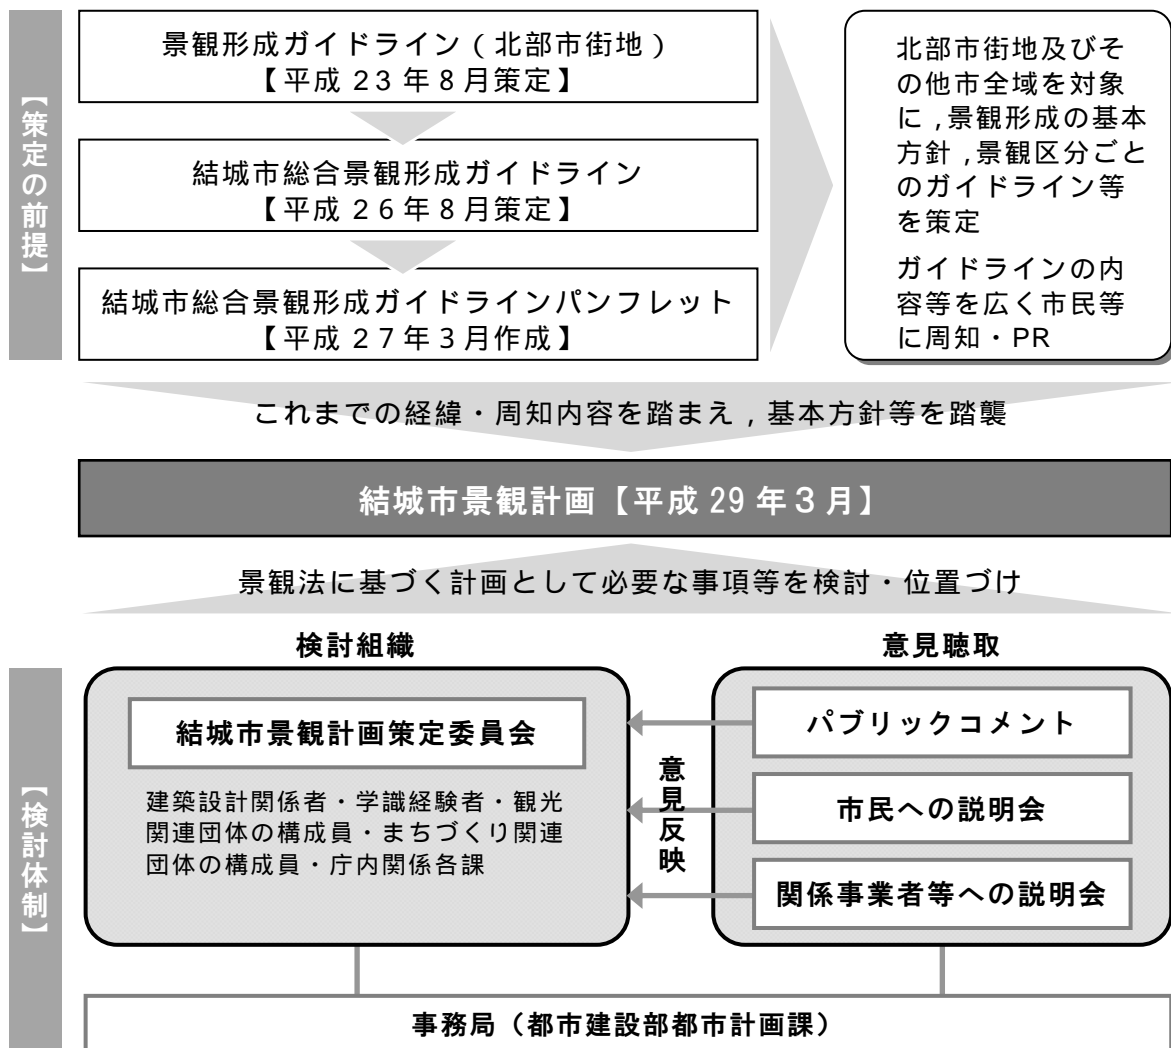 【策定の前提】
景観形成ガイドライン（北部市街地）
【平成23年8月策定】
結城市総合景観形成ガイドライン
【平成26年8月策定】
結城市総合景観形成ガイドラインパンフレット
【平成27年3月作成】
北部市街地及びそ
の他市全域を対象
に,景観形成の基本
方針,景観区分ごと
のガイドライン等
を策定
ガイドラインの内
容等を広く市民等
に周知・PR
これまでの経緯・周知内容を踏まえ,基本方針等を踏襲
結城市景観計画【平成29年3月】
景観法に基づく計画として必要な事項等を検討・位置づけ
【検討体制】
検討組織
結城市景観計画策定委員会
建築設計関係者・学識経験者・観光
関連団体の構成員・まちづくり関連
団体の構成員・庁内関係各課
意見反映
意見聴取
パブリックコメント
市民への説明会
関係事業者等への説明会
事務局（都市建設部都市計画課）